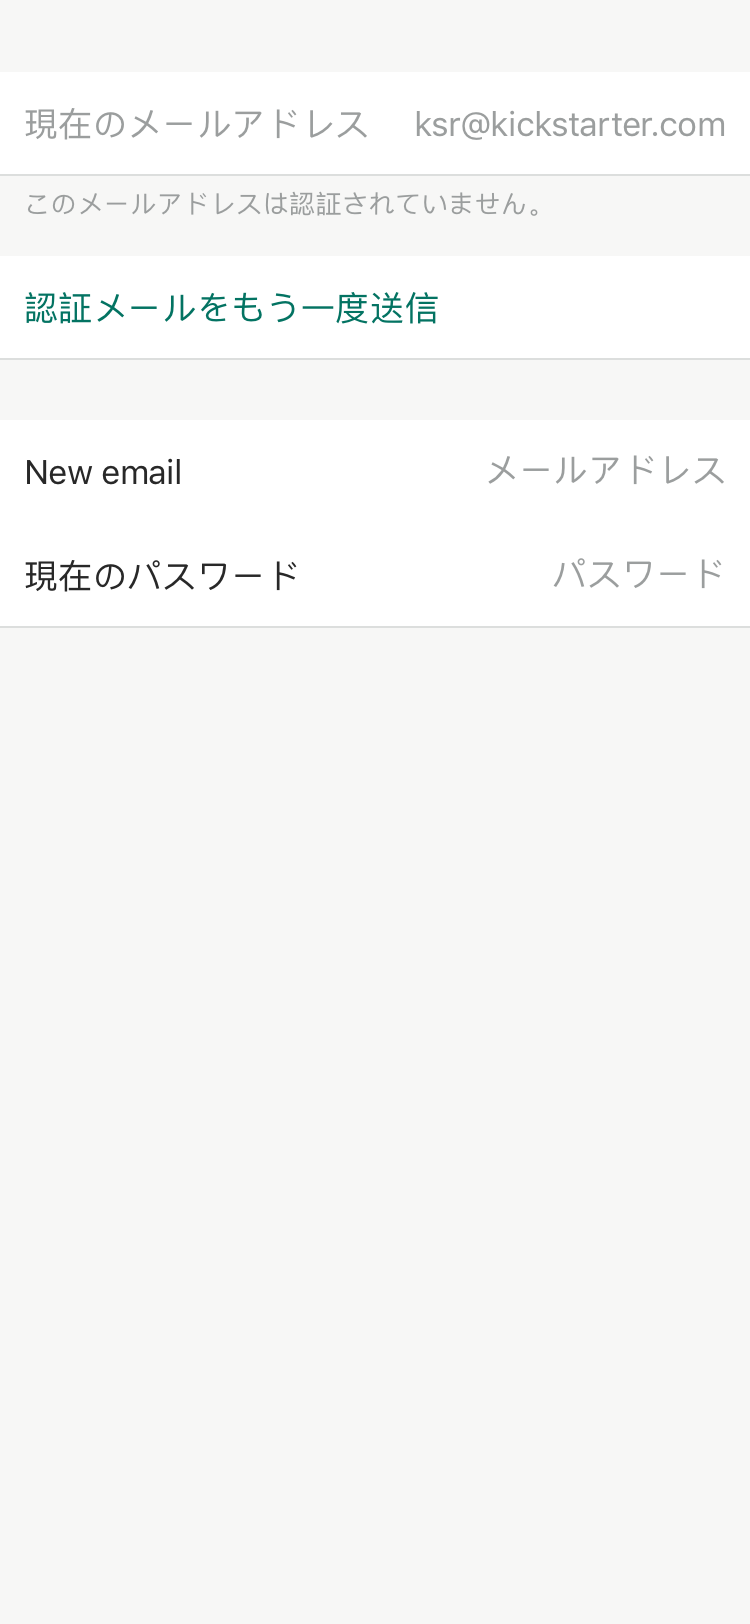 現在のメールアドレス ksr@kickstarter.com
このメールアドレスは認証されていません。
認証メールをもう一度送信
New email メールアドレス
現在のパスワード パスワード